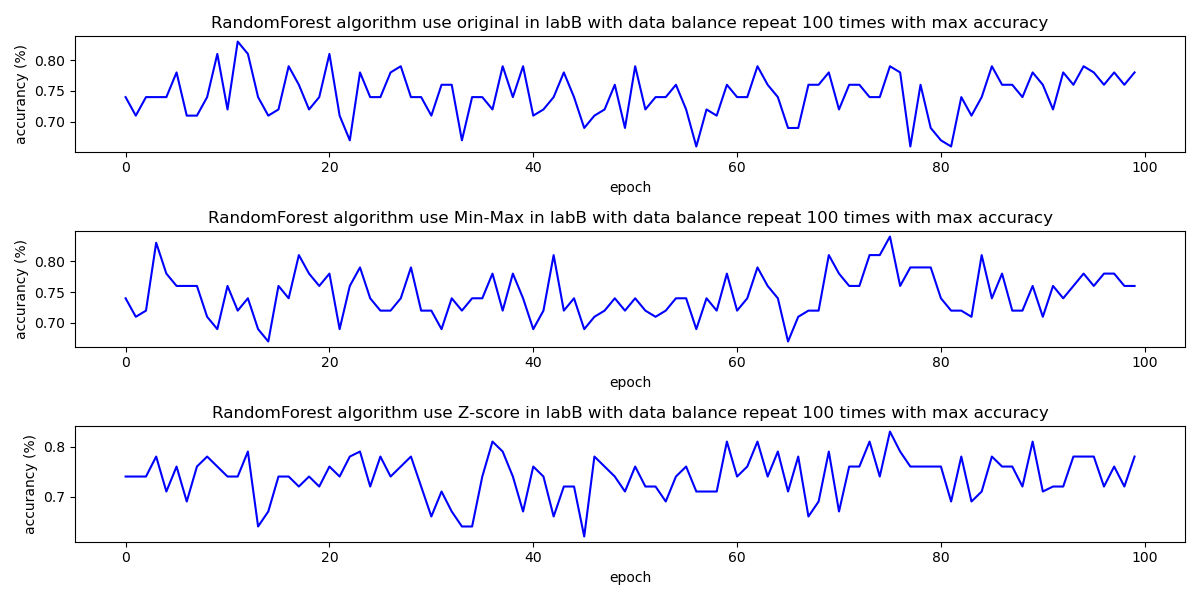 RandomForest algorithm use original in labB with data balance repeat 100 times with max accuracy
accurancy (%)
0.80
0.75
0.70
0 20 40 60 80 100
epoch
RandomForest algorithm use Min-Max in labB with data balance repeat 100 times with max accuracy
accurancy (%)
0.80
0.75
0.70
0 20 40 60 80 100
epoch
RandomForest algorithm use Z-score in labB with data balance repeat 100 times with max accuracy
accurancy (%)
0.8
0.7
0 20 40 60 80 100
epoch